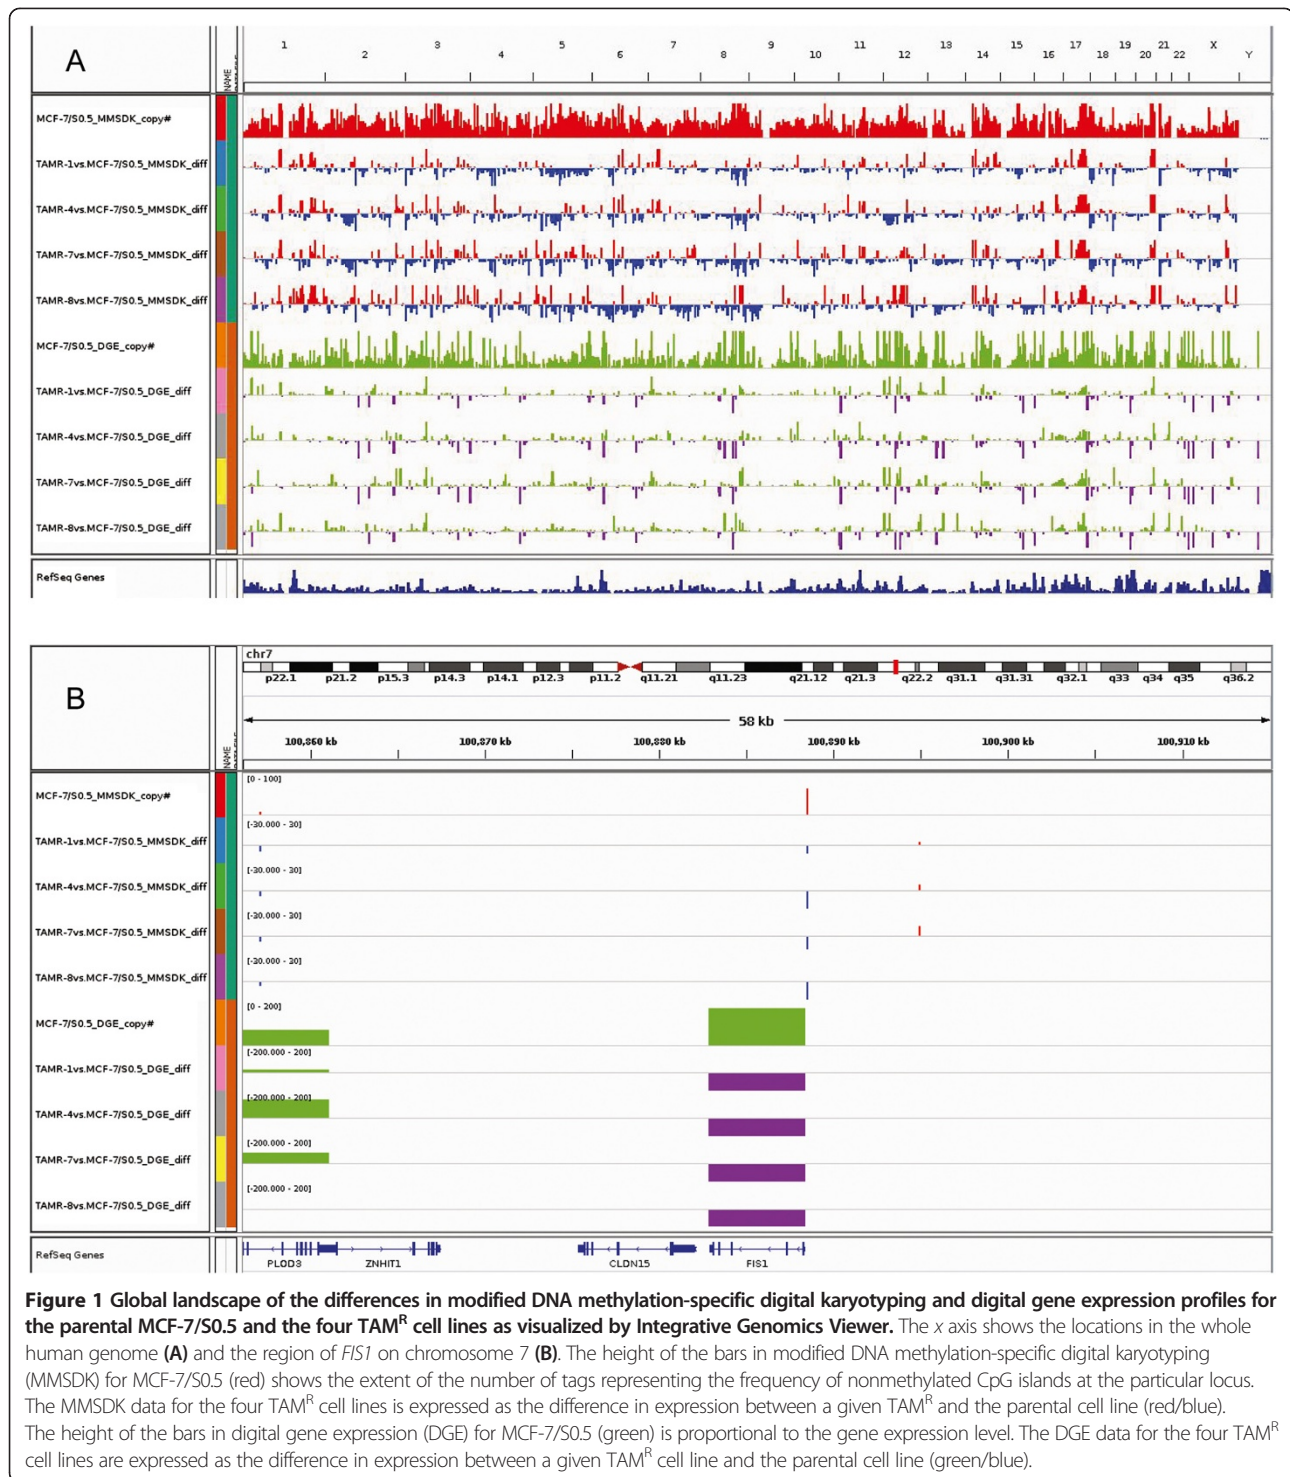 A
NAME
DATA FILE
1 2 3 4 5 6 7 8 9 10 11 12 13 14 15 16 17 18 19 20 21 22 X Y
MCF-7/S0.5_MMSDK_copy#
TAMR-1vs.MCF-7/S0.5_MMSDK_diff
TAMR-4vs.MCF-7/S0.5_MMSDK_diff
TAMR-7vs.MCF-7/S0.5_MMSDK_diff
TAMR-8vs.MCF-7/S0.5_MMSDK_diff
MCF-7/S0.5_DGE_copy#
TAMR-1vs.MCF-7/S0.5_DGE_diff
TAMR-4vs.MCF-7/S0.5_DGE_diff
TAMR-7vs.MCF-7/S0.5_DGE_diff
TAMR-8vs.MCF-7/S0.5_DGE_diff
RefSeq Genes
B
NAME
DATA FILE
chr7
p22.1 p21.2 p15.3 p14.3 p14.1 p12.3 p11.2 q11.21 q11.23 q21.12 q21.3 q22.2 q31.1 q31.31 q32.1 q33 q34 q35 q36.2
58 kb
100,860 kb 100,870 kb 100,880 kb 100,890 kb 100,900 kb 100,910 kb
MCF-7/S0.5_MMSDK_copy# [0 - 100]
TAMR-1vs.MCF-7/S0.5_MMSDK_diff [-30.000 - 30]
TAMR-4vs.MCF-7/S0.5_MMSDK_diff [-30.000 - 30]
TAMR-7vs.MCF-7/S0.5_MMSDK_diff [-30.000 - 30]
TAMR-8vs.MCF-7/S0.5_MMSDK_diff [-30.000 - 30]
MCF-7/S0.5_DGE_copy# [0 - 200]
TAMR-1vs.MCF-7/S0.5_DGE_diff [-200.000 - 200]
TAMR-4vs.MCF-7/S0.5_DGE_diff [-200.000 - 200]
TAMR-7vs.MCF-7/S0.5_DGE_diff [-200.000 - 200]
TAMR-8vs.MCF-7/S0.5_DGE_diff [-200.000 - 200]
RefSeq Genes
PLOD3 ZNHIT1 CLDN15 FIS1
Figure 1 Global landscape of the differences in modified DNA methylation-specific digital karyotyping and digital gene expression profiles for
the parental MCF-7/S0.5 and the four TAM^R cell lines as visualized by Integrative Genomics Viewer. The x axis shows the locations in the whole
human genome (A) and the region of FIS1 on chromosome 7 (B). The height of the bars in modified DNA methylation-specific digital karyotyping
(MMSDK) for MCF-7/S0.5 (red) shows the extent of the number of tags representing the frequency of nonmethylated CpG islands at the particular locus.
The MMSDK data for the four TAM^R cell lines is expressed as the difference in expression between a given TAM^R and the parental cell line (red/blue).
The height of the bars in digital gene expression (DGE) for MCF-7/S0.5 (green) is proportional to the gene expression level. The DGE data for the four TAM^R
cell lines are expressed as the difference in expression between a given TAM^R cell line and the parental cell line (green/blue).